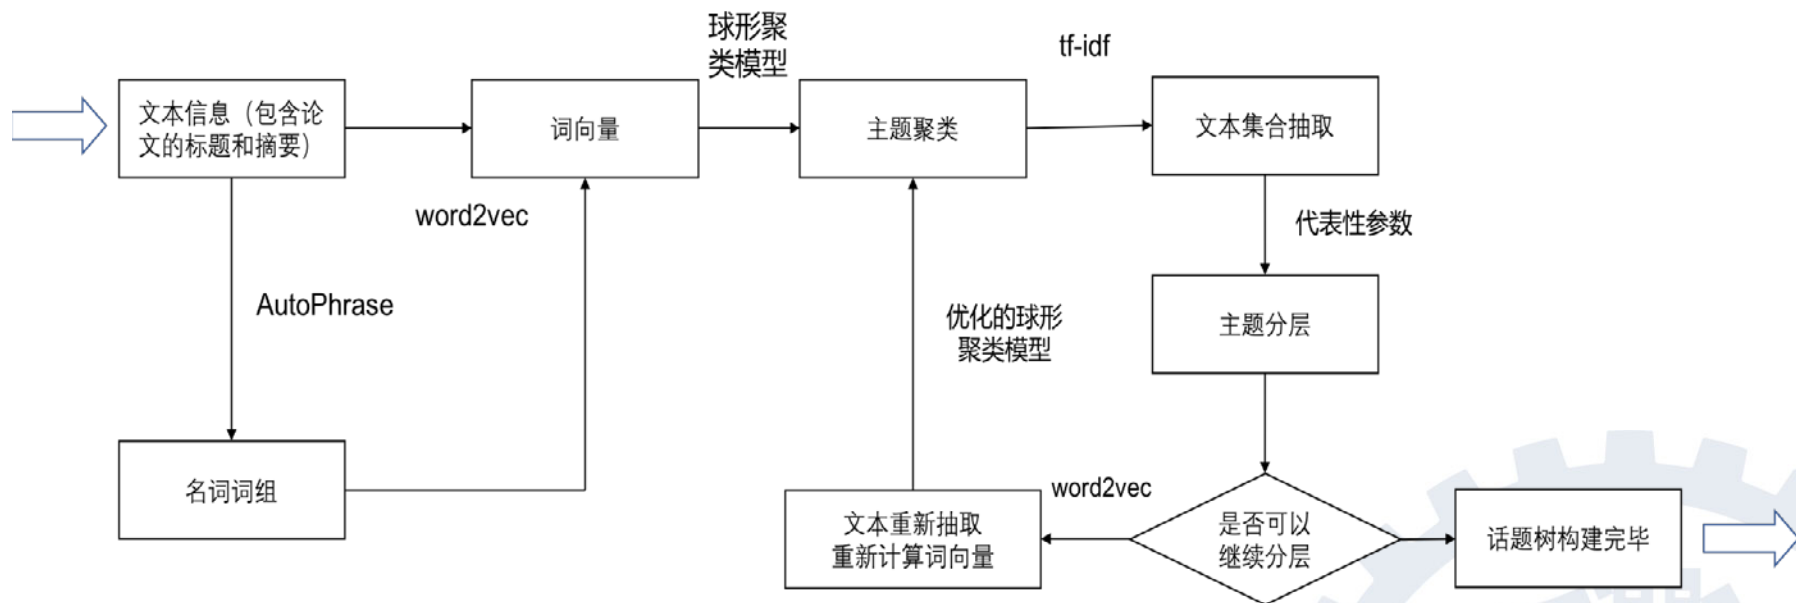 球形聚
类模型
tf-idf
文本信息（包含论
文的标题和摘要）
词向量
主题聚类
文本集合抽取
word2vec
代表性参数
AutoPhrase
优化的球形
聚类模型
主题分层
名词词组
word2vec
文本重新抽取
重新计算词向量
是否可以
继续分层
话题树构建完毕